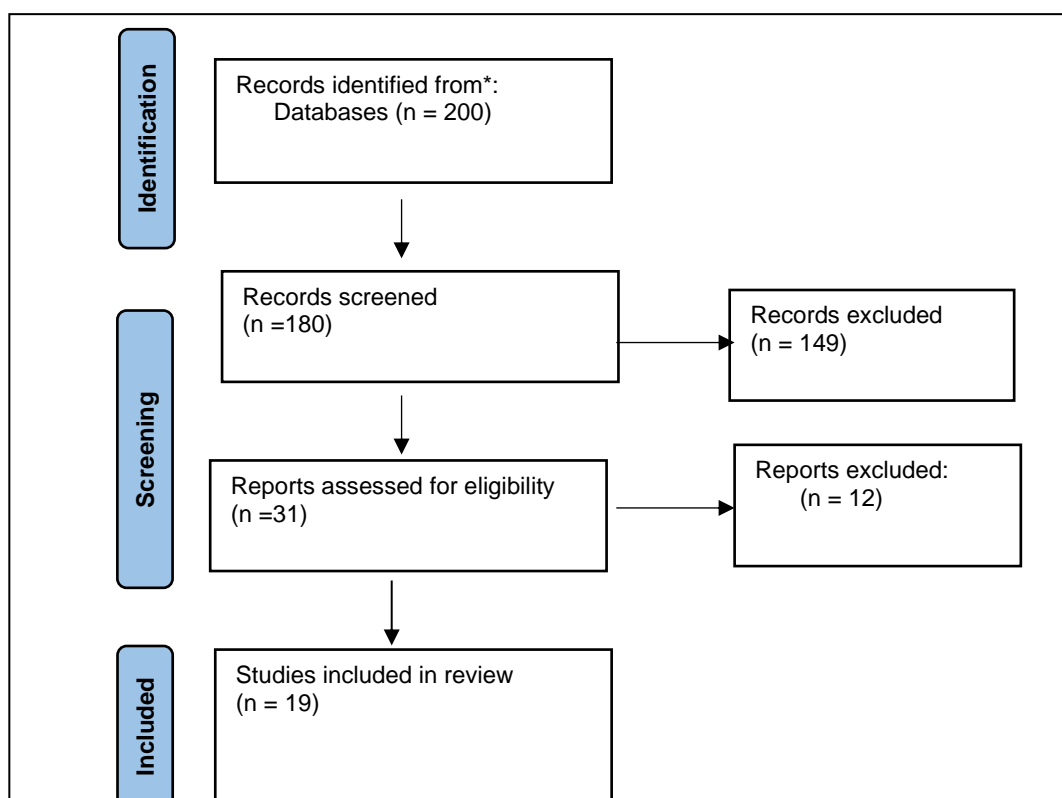 Identification
Records identified from*:
Databases (n = 200)
Screening
Records screened
(n =180)
Records excluded
(n = 149)
Reports assessed for eligibility
(n =31)
Reports excluded:
(n = 12)
Included
Studies included in review
(n = 19)